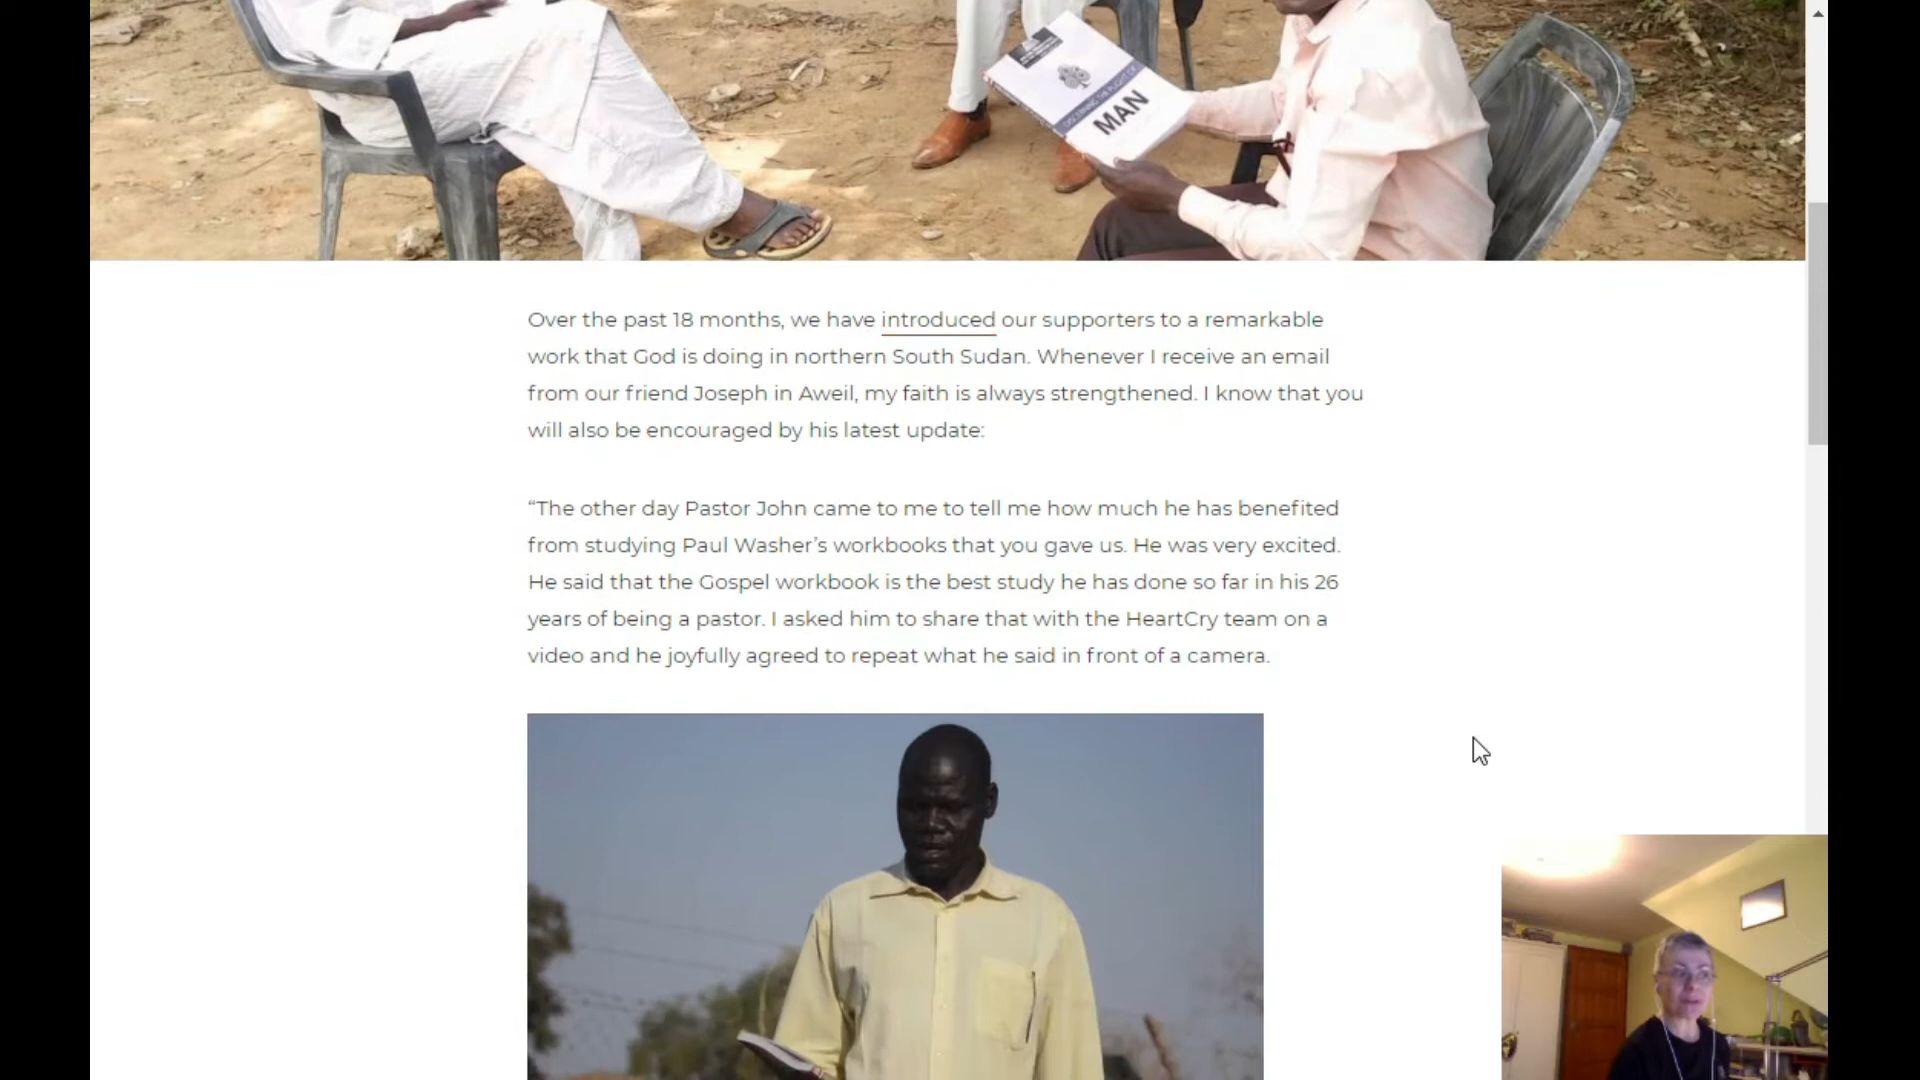 DISCERNING THE PLIGHT OF
MAN
Over the past 18 months, we have introduced our supporters to a remarkable
work that God is doing in northern South Sudan. Whenever I receive an email
from our friend Joseph in Aweil, my faith is always strengthened. I know that you
will also be encouraged by his latest update:
“The other day Pastor John came to me to tell me how much he has benefited
from studying Paul Washer’s workbooks that you gave us. He was very excited.
He said that the Gospel workbook is the best study he has done so far in his 26
years of being a pastor. I asked him to share that with the HeartCry team on a
video and he joyfully agreed to repeat what he said in front of a camera.